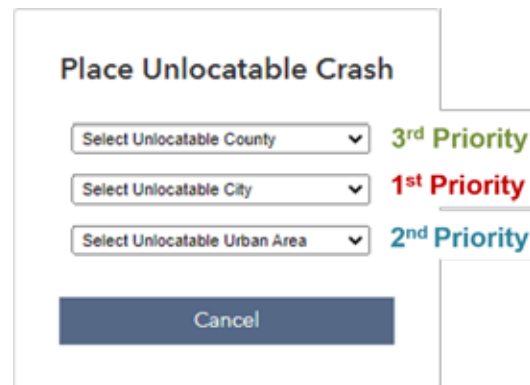 Place Unlocatable Crash
Select Unlocatable County 3rd Priority
Select Unlocatable City 1st Priority
Select Unlocatable Urban Area 2nd Priority
Cancel